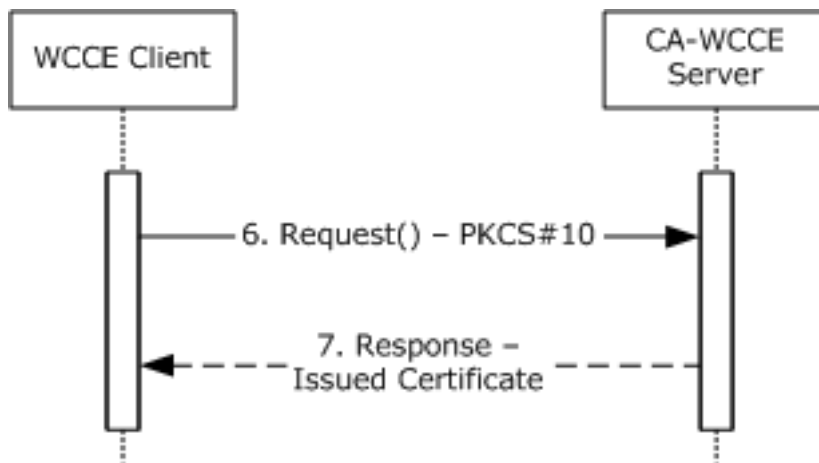 WCCE Client
CA-WCCE
Server
6. Request() – PKCS#10
7. Response –
Issued Certificate